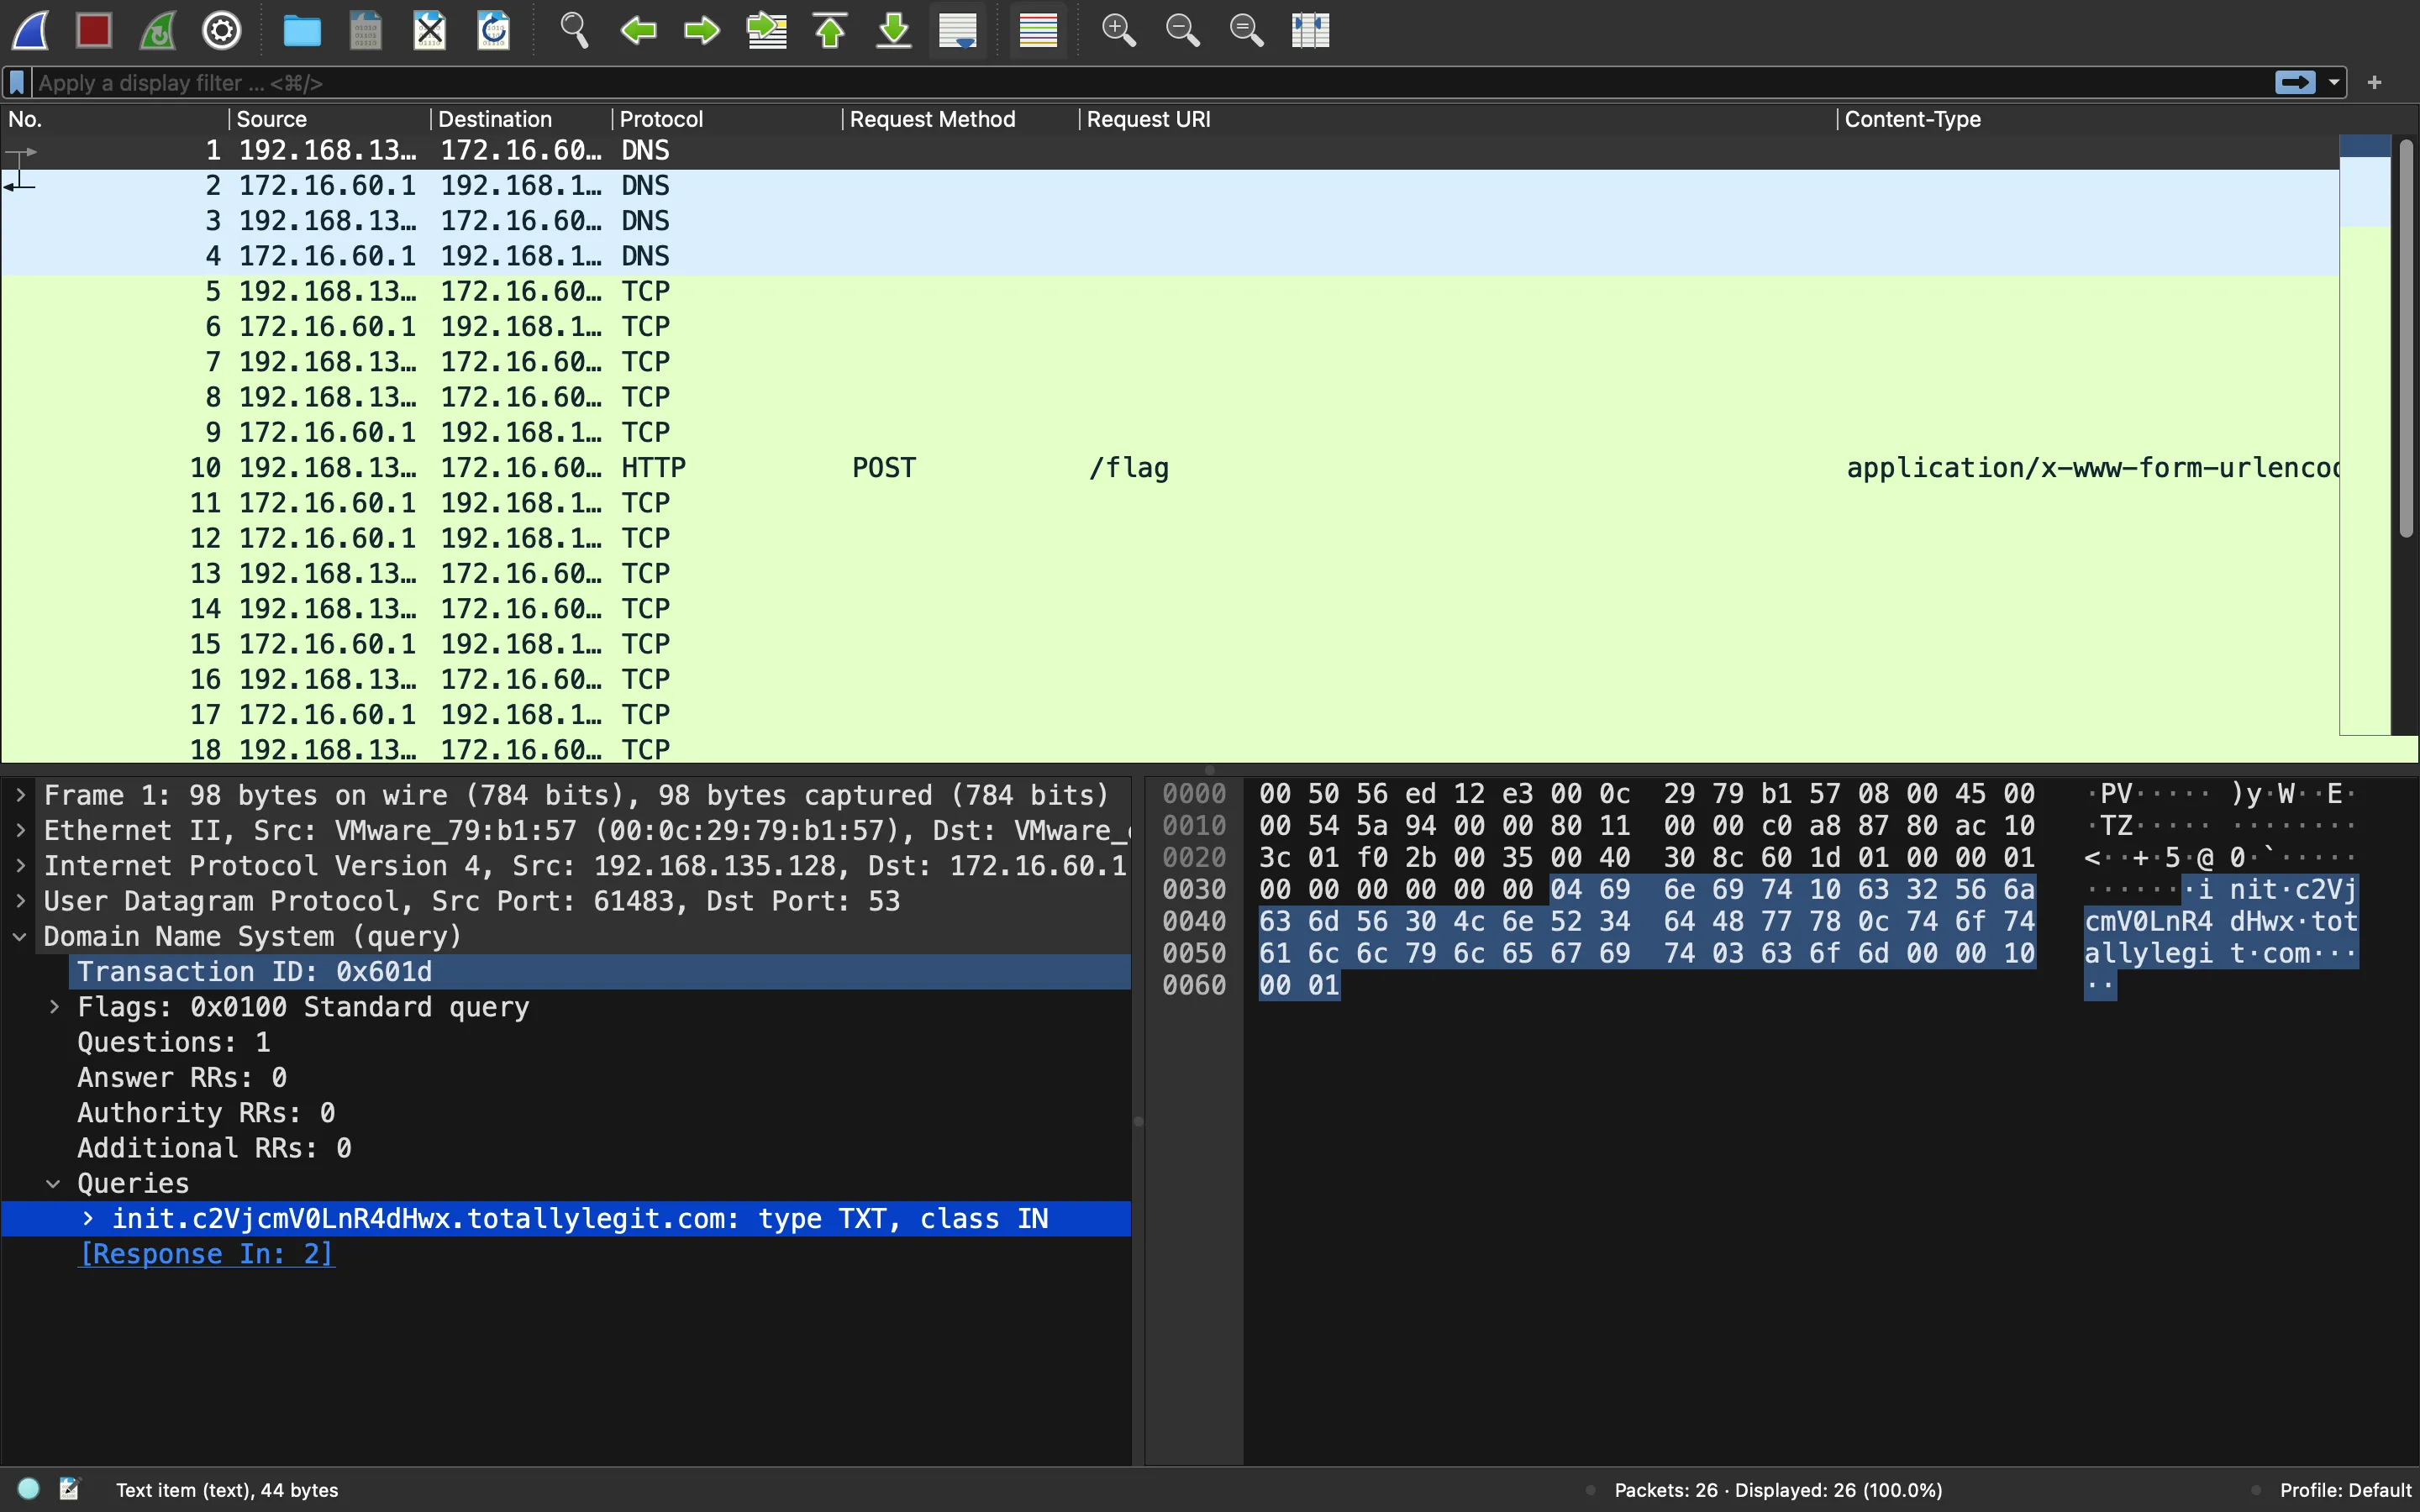 Apply a display filter ... <⌘/>
No. Source Destination Protocol Request Method Request URI Content-Type
1 192.168.13… 172.16.60… DNS
2 172.16.60.1 192.168.1… DNS
3 192.168.13… 172.16.60… DNS
4 172.16.60.1 192.168.1… DNS
5 192.168.13… 172.16.60… TCP
6 172.16.60.1 192.168.1… TCP
7 192.168.13… 172.16.60… TCP
8 192.168.13… 172.16.60… TCP
9 172.16.60.1 192.168.1… TCP
10 192.168.13… 172.16.60… HTTP POST /flag application/x-www-form-urlencod
11 172.16.60.1 192.168.1… TCP
12 172.16.60.1 192.168.1… TCP
13 192.168.13… 172.16.60… TCP
14 192.168.13… 172.16.60… TCP
15 172.16.60.1 192.168.1… TCP
16 192.168.13… 172.16.60… TCP
17 172.16.60.1 192.168.1… TCP
18 192.168.13… 172.16.60… TCP
Frame 1: 98 bytes on wire (784 bits), 98 bytes captured (784 bits)
Ethernet II, Src: VMware_79:b1:57 (00:0c:29:79:b1:57), Dst: VMware_
Internet Protocol Version 4, Src: 192.168.135.128, Dst: 172.16.60.1
User Datagram Protocol, Src Port: 61483, Dst Port: 53
Domain Name System (query)
Transaction ID: 0x601d
Flags: 0x0100 Standard query
Questions: 1
Answer RRs: 0
Authority RRs: 0
Additional RRs: 0
Queries
init.c2VjcmV0LnR4dHwx.totallylegit.com: type TXT, class IN
[Response In: 2]
0000 00 50 56 ed 12 e3 00 0c 29 79 b1 57 08 00 45 00 ·PV····· )y·W··E·
0010 00 54 5a 94 00 00 80 11 00 00 c0 a8 87 80 ac 10 ·TZ····· ········
0020 3c 01 f0 2b 00 35 00 40 30 8c 60 1d 01 00 00 01 <··+·5·@ 0·`·····
0030 00 00 00 00 00 00 04 69 6e 69 74 10 63 32 56 6a ·······i nit·c2Vj
0040 63 6d 56 30 4c 6e 52 34 64 48 77 78 0c 74 6f 74 cmV0LnR4 dHwx·tot
0050 61 6c 6c 79 6c 65 67 69 74 03 63 6f 6d 00 00 10 allylegi t·com···
0060 00 01 ··
Text item (text), 44 bytes
Packets: 26 · Displayed: 26 (100.0%)
Profile: Default